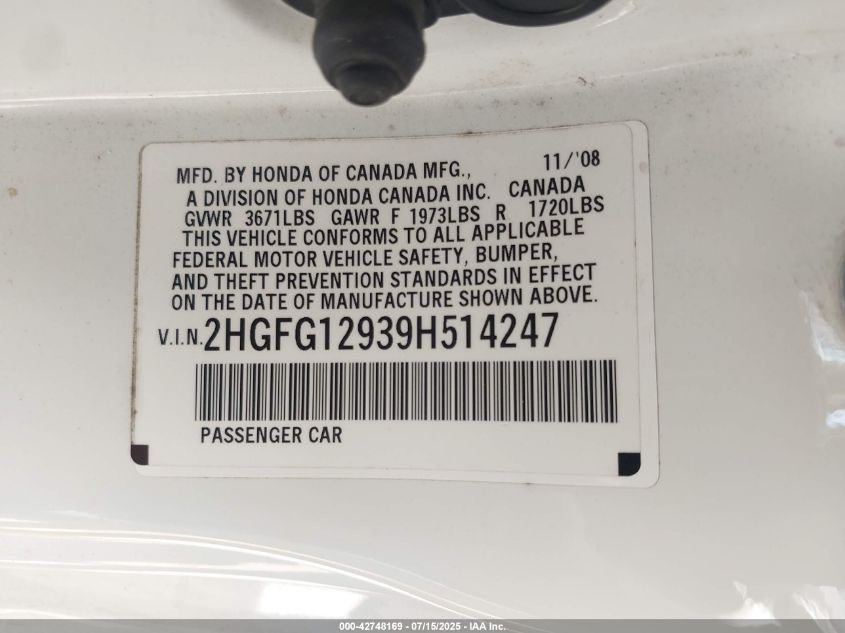 MFD. BY HONDA OF CANADA MFG., 11/'08
A DIVISION OF HONDA CANADA INC. CANADA
GVWR 3671LBS GAWR F 1973LBS R 1720LBS
THIS VEHICLE CONFORMS TO ALL APPLICABLE
FEDERAL MOTOR VEHICLE SAFETY, BUMPER,
AND THEFT PREVENTION STANDARDS IN EFFECT
ON THE DATE OF MANUFACTURE SHOWN ABOVE.
V.I.N. 2HGFG12939H514247
PASSENGER CAR
000-42748169 - 07/15/2025 - IAA Inc.